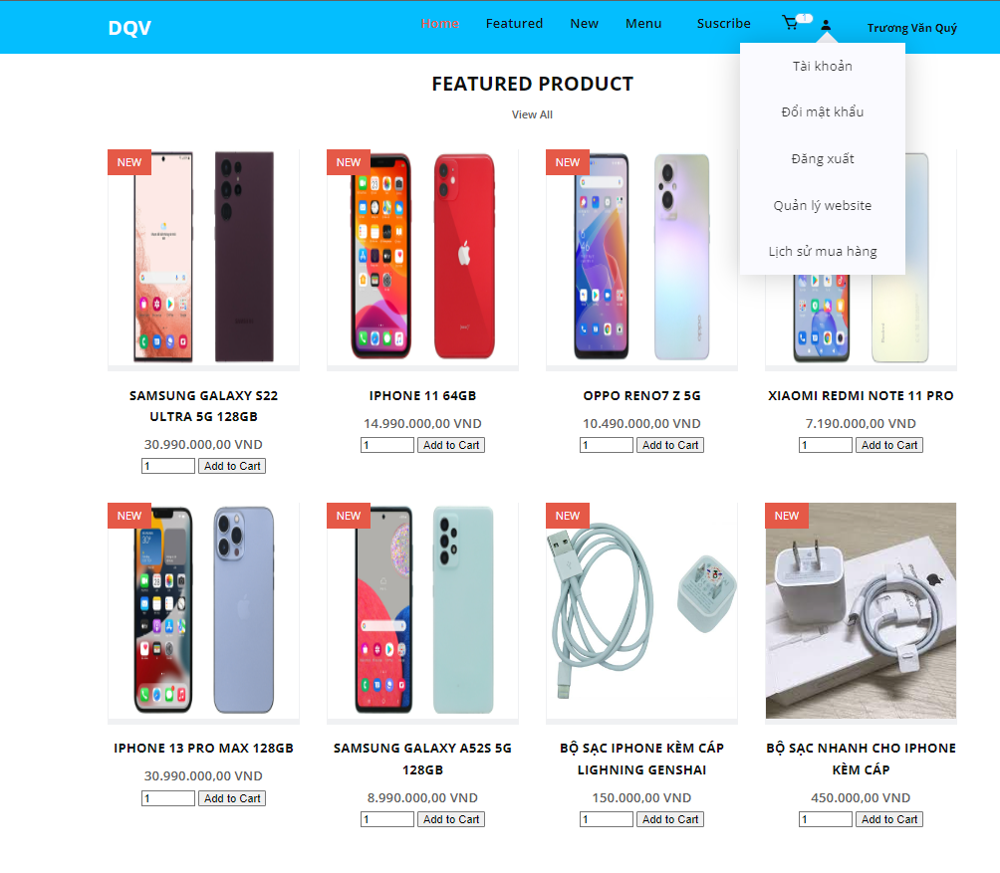 DQV
Home
Featured
New
Menu
Suscribe
1
Trương Văn Quý
Tài khoản
Đổi mật khẩu
Đăng xuất
Quản lý website
Lịch sử mua hàng
FEATURED PRODUCT
View All
NEW
NEW
NEW
SAMSUNG GALAXY S22
ULTRA 5G 128GB
30.990.000,00 VND
1
Add to Cart
IPHONE 11 64GB
14.990.000,00 VND
1
Add to Cart
OPPO RENO7 Z 5G
10.490.000,00 VND
1
Add to Cart
XIAOMI REDMI NOTE 11 PRO
7.190.000,00 VND
1
Add to Cart
NEW
NEW
NEW
NEW
IPHONE 13 PRO MAX 128GB
30.990.000,00 VND
1
Add to Cart
SAMSUNG GALAXY A52S 5G
128GB
8.990.000,00 VND
1
Add to Cart
BỘ SẠC IPHONE KÈM CÁP
LIGHNING GENSHAI
150.000,00 VND
1
Add to Cart
BỘ SẠC NHANH CHO IPHONE
KÈM CÁP
450.000,00 VND
1
Add to Cart